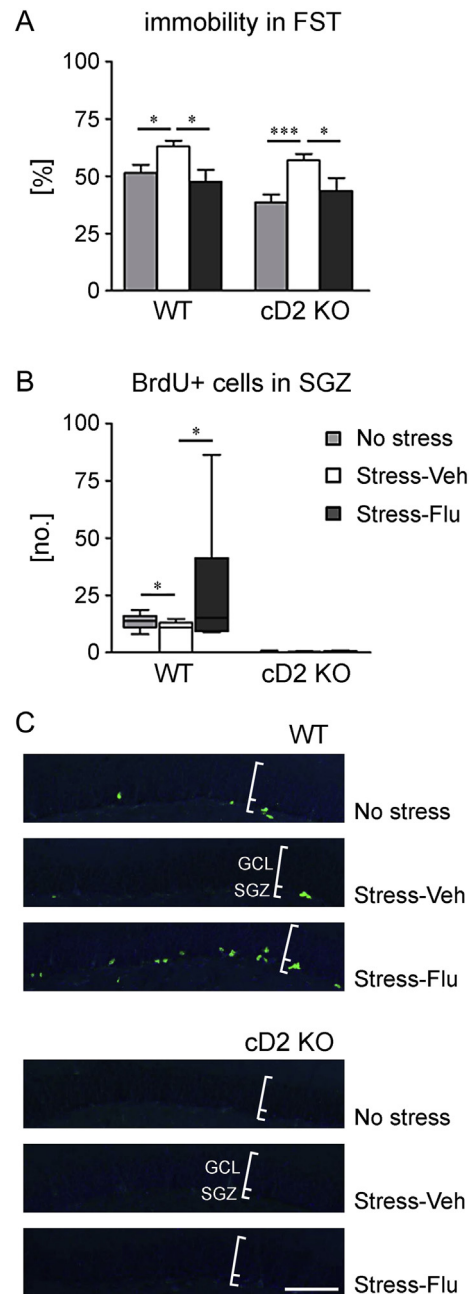 A immobility in FST
100
75
50
25
0
[%]
* *
*** *
WT cD2 KO
B BrdU+ cells in SGZ
100
75
50
25
0
[no.]
*
*
No stress
Stress-Veh
Stress-Flu
WT cD2 KO
C
WT
No stress
GCL
SGZ
Stress-Veh
Stress-Flu
cD2 KO
No stress
GCL
SGZ
Stress-Veh
Stress-Flu